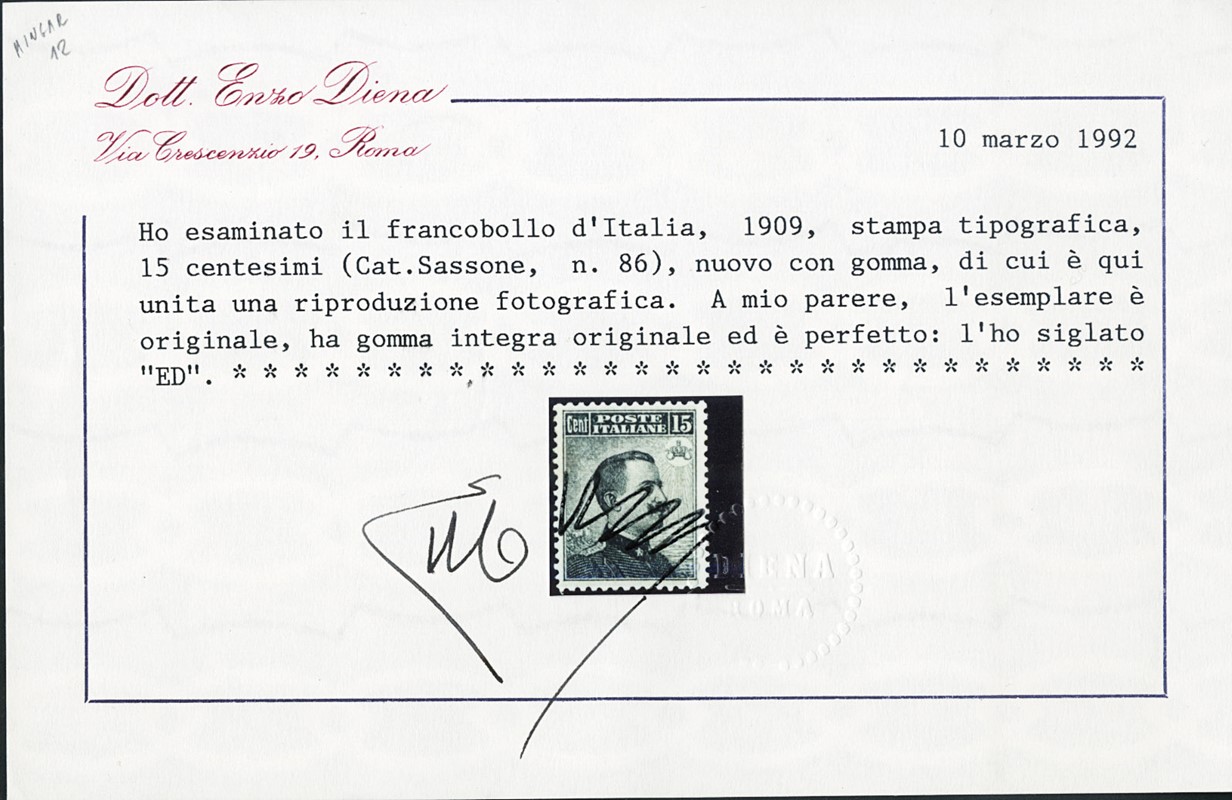 MINGAR
12
Dott. Enzo Diena
Via Crescenzio 19, Roma
10 marzo 1992
Ho esaminato il francobollo d'Italia, 1909, stampa tipografica,
15 centesimi (Cat.Sassone, n. 86), nuovo con gomma, di cui è qui
unita una riproduzione fotografica. A mio parere, l'esemplare è
originale, ha gomma integra originale ed è perfetto: l'ho siglato
"ED". * * * * * * * * * * * * * * * * * * * * * * * * * * * * * *
Cent POSTE ITALIANE 15
DIENA
ROMA